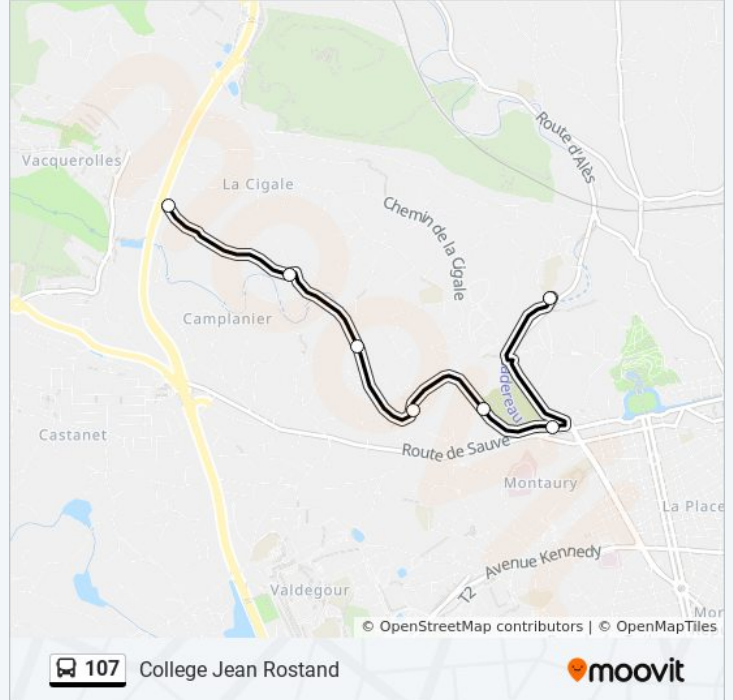 Route d'Alès
Vacquerolles
La Cigale
Chemin de la Cigale
Camplanier
Castanet
Route de Sauve
Montaury
La Place
Avenue Kennedy
T2
Valdegour
Mor
© OpenStreetMap contributors | © OpenMapTiles
107 College Jean Rostand
moovit